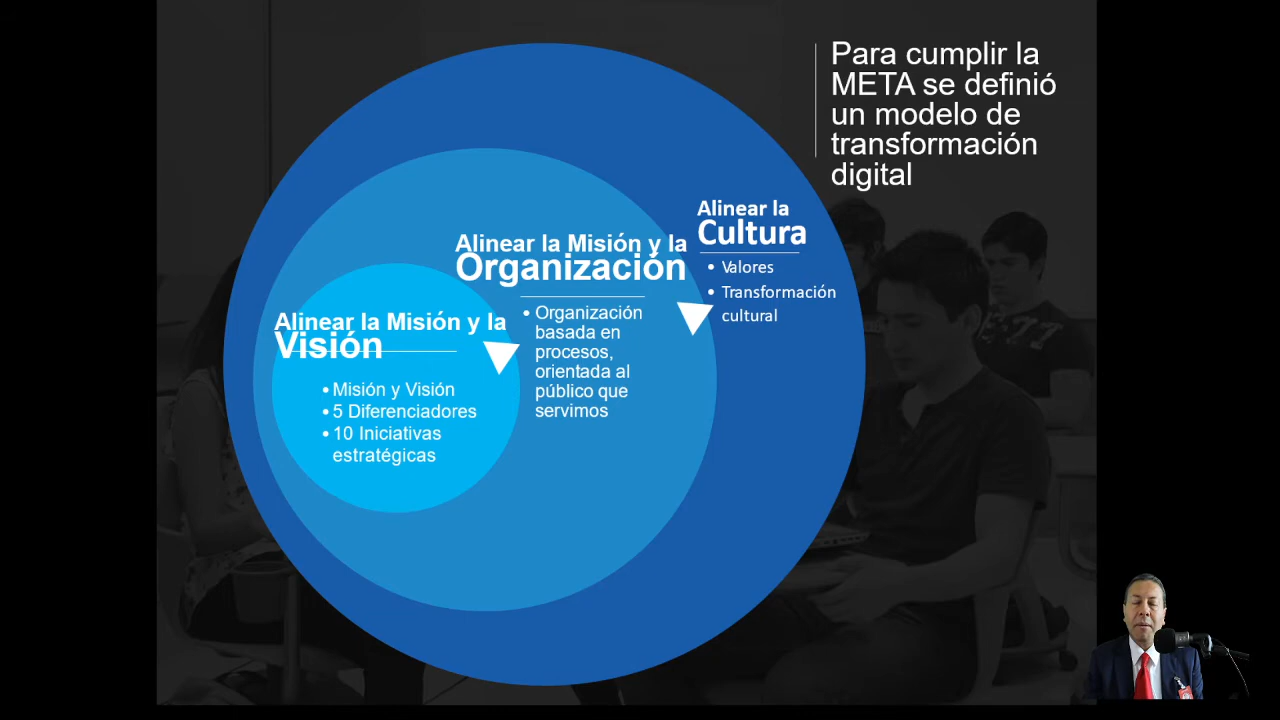 Para cumplir la
META se definió
un modelo de
transformación
digital
Alinear la
Cultura
• Valores
• Transformación
cultural
Alinear la Misión y la
Organización
• Organización
basada en
procesos,
orientada al
público que
servimos
Alinear la Misión y la
Visión
• Misión y Visión
• 5 Diferenciadores
• 10 Iniciativas
estratégicas